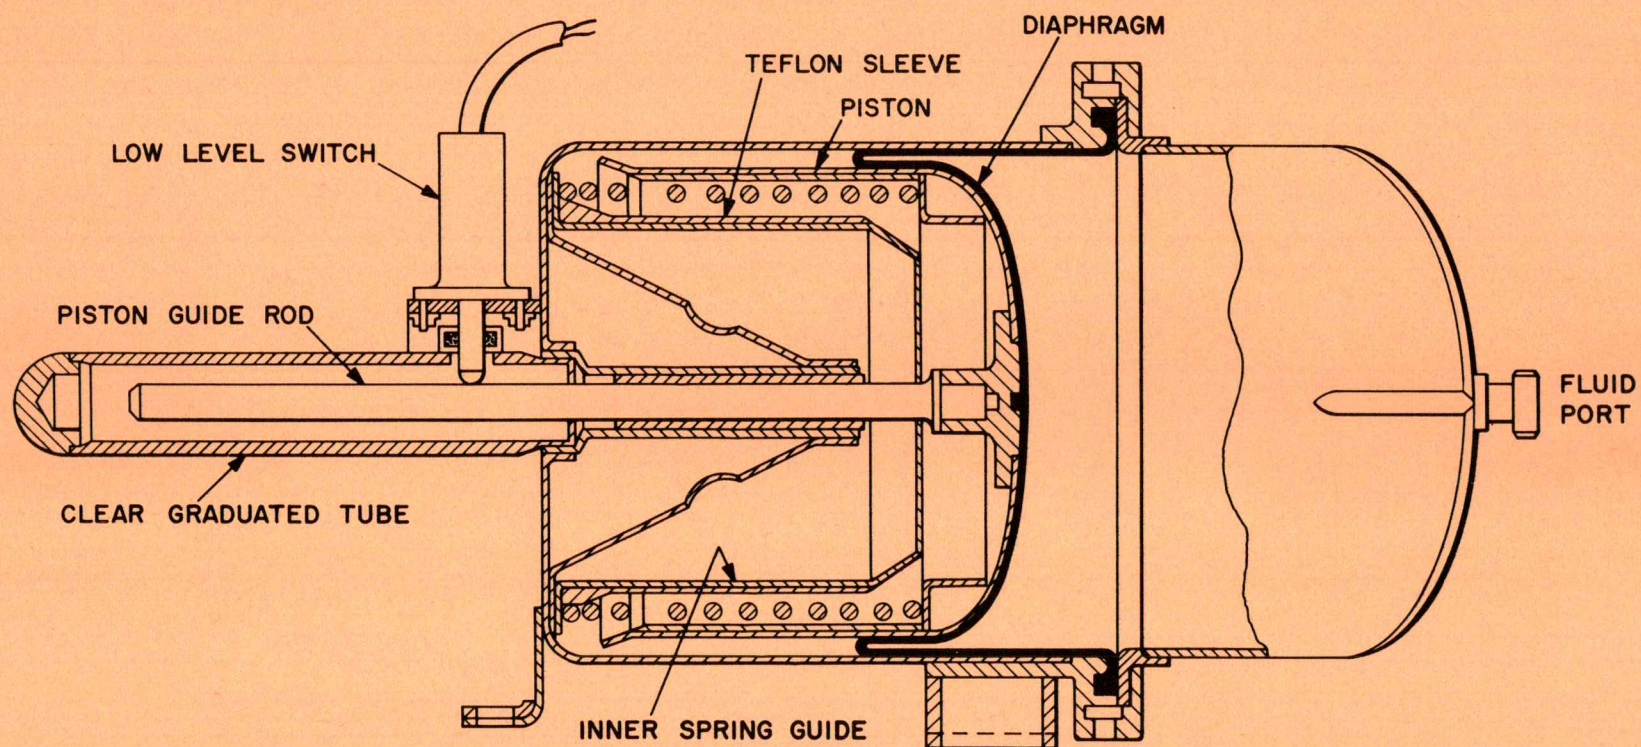 DIAPHRAGM
TEFLON SLEEVE
PISTON
LOW LEVEL SWITCH
PISTON GUIDE ROD
FLUID
PORT
CLEAR GRADUATED TUBE
INNER SPRING GUIDE